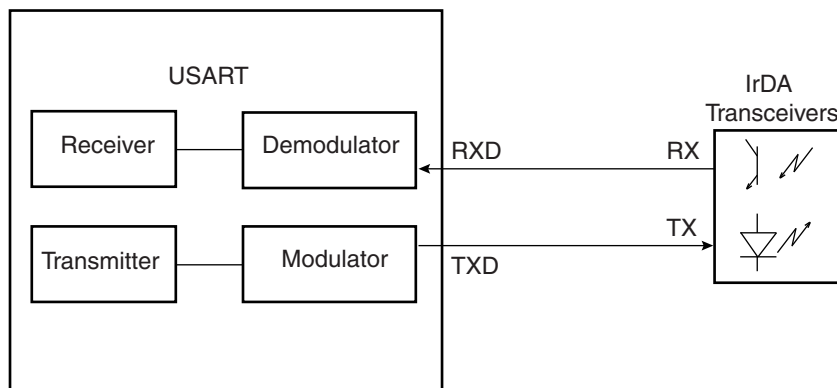 USART
IrDA
Transceivers
Receiver
Demodulator
RXD
RX
Transmitter
Modulator
TXD
TX